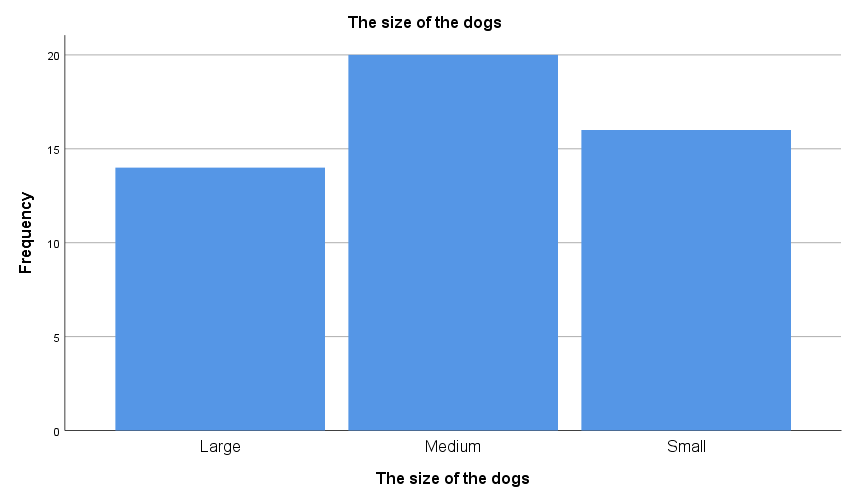 The size of the dogs
20
15
10
5
0
Frequency
Large Medium Small
The size of the dogs